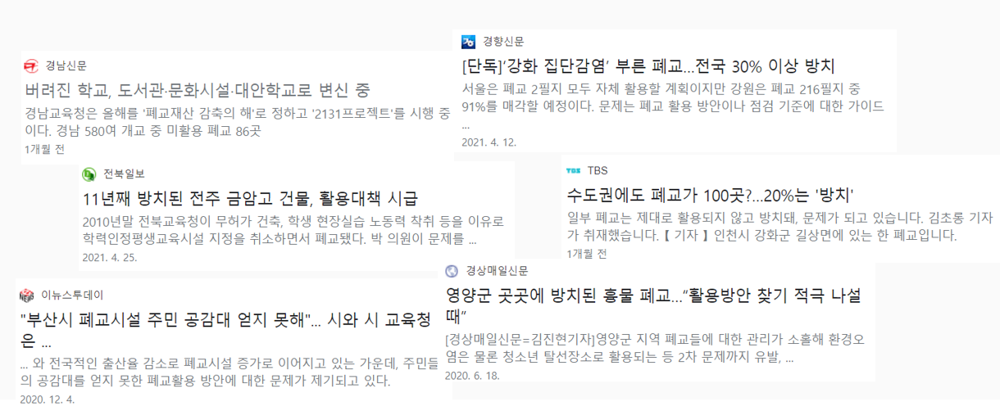 경남신문
버려진 학교, 도서관·문화시설·대안학교로 변신 중
경남교육청은 올해를 '폐교재산 감축의 해'로 정하고 '2131프로젝트'를 시행 중
이다. 경남 580여 개교 중 미활용 폐교 86곳
1개월 전
경향신문
[단독]‘강화 집단감염’ 부른 폐교…전국 30% 이상 방치
서울은 폐교 2필지 모두 자체 활용할 계획이지만 강원은 폐교 216필지 중
91%를 매각할 예정이다. 문제는 폐교 활용 방안이나 점검 기준에 대한 가이드
...
2021. 4. 12.
전북일보
11년째 방치된 전주 금암고 건물, 활용대책 시급
2010년말 전북교육청이 무허가 건축, 학생 현장실습 노동력 착취 등을 이유로
학력인정평생교육시설 지정을 취소하면서 폐교됐다. 박 의원이 문제를 ...
2021. 4. 25.
TBS
TBS
수도권에도 폐교가 100곳?…20%는 '방치'
일부 폐교는 제대로 활용되지 않고 방치돼, 문제가 되고 있습니다. 김초롱 기자
가 취재했습니다.【 기자 】인천시 강화군 길상면에 있는 한 폐교입니다.
1개월 전
이뉴스투데이
"부산시 폐교시설 주민 공감대 얻지 못해"... 시와 시 교육청
은 ...
... 와 전국적인 출산율 감소로 폐교시설 증가로 이어지고 있는 가운데, 주민들
의 공감대를 얻지 못한 폐교활용 방안에 대한 문제가 제기되고 있다.
2020. 12. 4.
경상매일신문
영양군 곳곳에 방치된 흉물 폐교…“활용방안 찾기 적극 나설
때”
[경상매일신문=김진현기자]영양군 지역 폐교들에 대한 관리가 소홀해 환경오
염은 물론 청소년 탈선장소로 활용되는 등 2차 문제까지 유발, ...
2020. 6. 18.